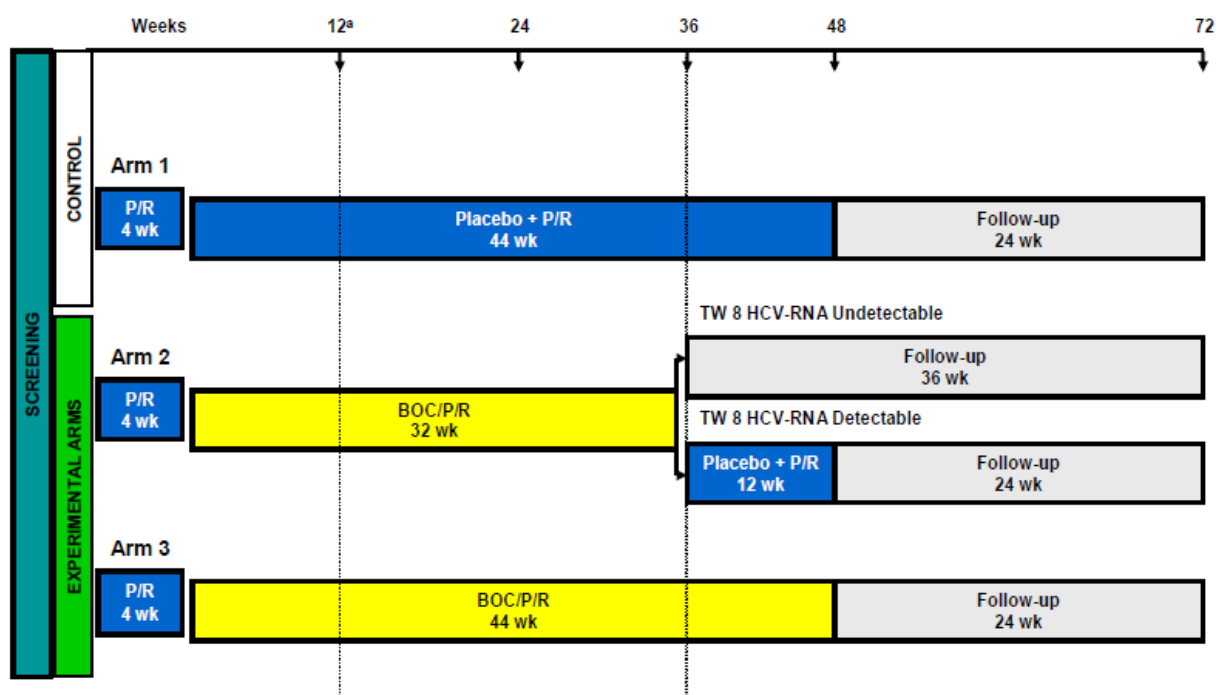 Weeks 12ª 24 36 48 72
SCREENING
CONTROL
Arm 1
P/R
4 wk
Placebo + P/R
44 wk
Follow-up
24 wk
EXPERIMENTAL ARMS
Arm 2
P/R
4 wk
BOC/P/R
32 wk
TW 8 HCV-RNA Undetectable
Follow-up
36 wk
TW 8 HCV-RNA Detectable
Placebo + P/R
12 wk
Follow-up
24 wk
Arm 3
P/R
4 wk
BOC/P/R
44 wk
Follow-up
24 wk